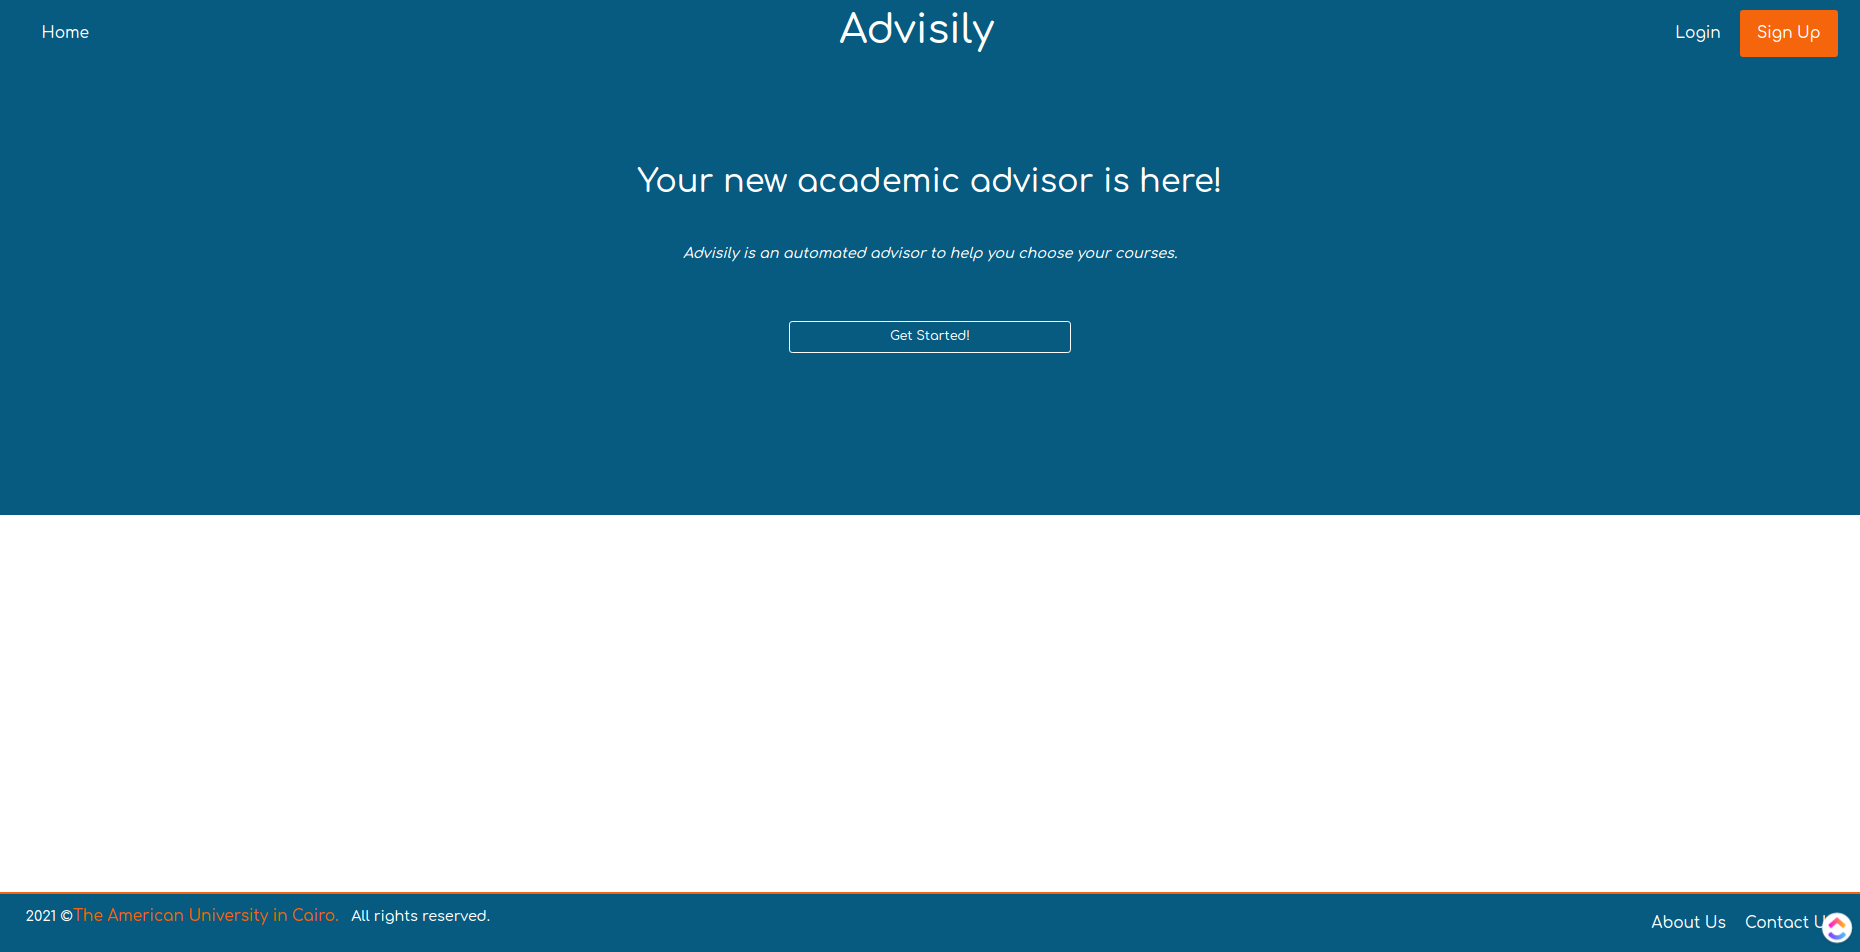 Home
Advisily
Login
Sign Up
Your new academic advisor is here!
Advisily is an automated advisor to help you choose your courses.
Get Started!
2021 ©The American University in Cairo. All rights reserved.
About Us
Contact U